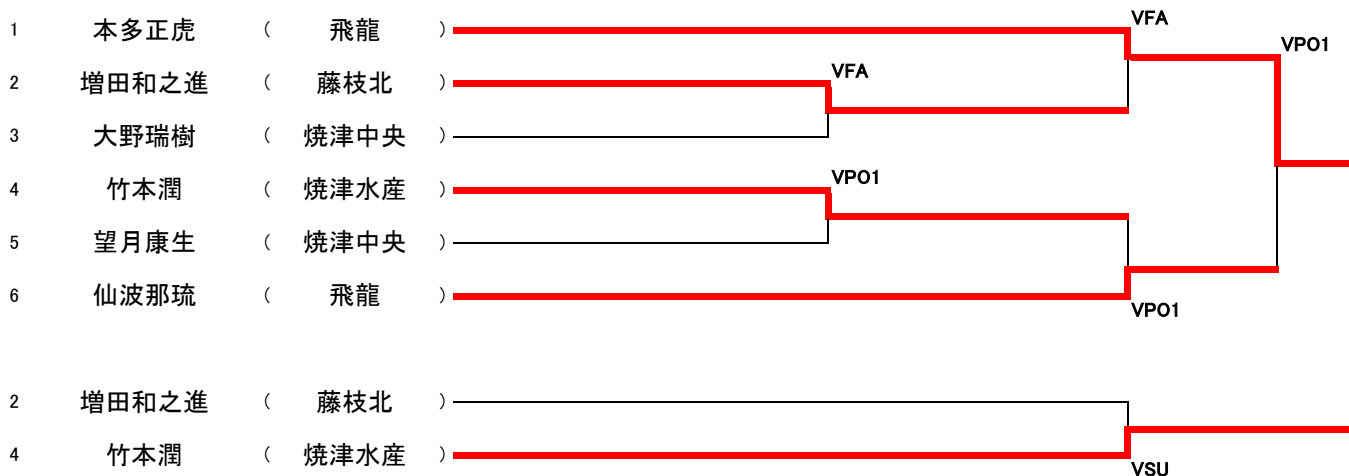 VFA
1 本多正虎 ( 飛龍 )
VPO1
VFA
2 増田和之進 ( 藤枝北 )
3 大野瑞樹 ( 焼津中央 )
VPO1
4 竹本潤 ( 焼津水産 )
5 望月康生 ( 焼津中央 )
6 仙波那琉 ( 飛龍 )
VPO1
2 増田和之進 ( 藤枝北 )
4 竹本潤 ( 焼津水産 )
VSU